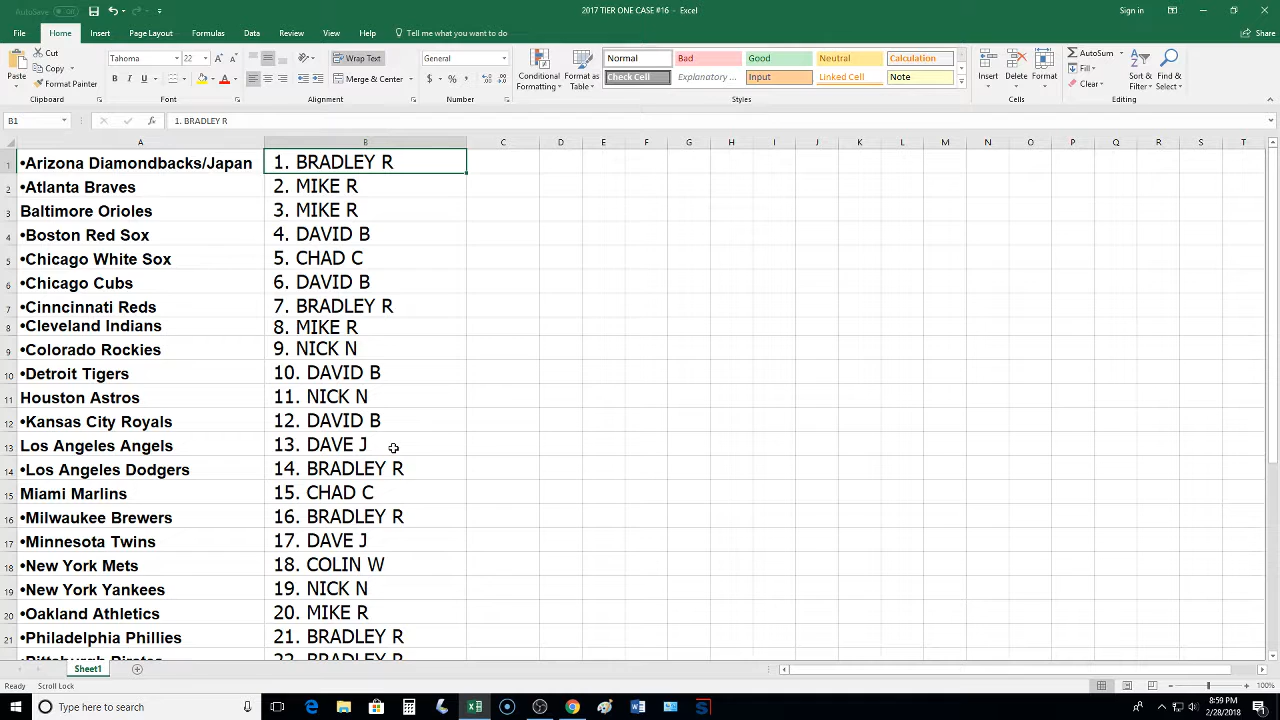 AutoSave Off
2017 TIER ONE CASE #16 - Excel
Sign in
File Home Insert Page Layout Formulas Data Review View Help Tell me what you want to do Share
Paste Cut Copy Format Painter Clipboard
Tahoma 22 B I U Font
Wrap Text Merge & Center Alignment
General $ % Number
Conditional Formatting Format as Table
Normal Bad Good Neutral Calculation
Check Cell Explanatory ... Input Linked Cell Note
Styles
Insert Delete Format Cells
AutoSum Fill Clear Sort & Filter Find & Select Editing
B1 fx 1. BRADLEY R
A B C D E F G H I J K L M N O P Q R S T
1 •Arizona Diamondbacks/Japan 1. BRADLEY R
2 •Atlanta Braves 2. MIKE R
3 Baltimore Orioles 3. MIKE R
4 •Boston Red Sox 4. DAVID B
5 •Chicago White Sox 5. CHAD C
6 •Chicago Cubs 6. DAVID B
7 •Cinncinnati Reds 7. BRADLEY R
8 •Cleveland Indians 8. MIKE R
9 •Colorado Rockies 9. NICK N
10 •Detroit Tigers 10. DAVID B
11 Houston Astros 11. NICK N
12 •Kansas City Royals 12. DAVID B
13 Los Angeles Angels 13. DAVE J
14 •Los Angeles Dodgers 14. BRADLEY R
15 Miami Marlins 15. CHAD C
16 •Milwaukee Brewers 16. BRADLEY R
17 •Minnesota Twins 17. DAVE J
18 •New York Mets 18. COLIN W
19 •New York Yankees 19. NICK N
20 •Oakland Athletics 20. MIKE R
21 •Philadelphia Phillies 21. BRADLEY R
•Pittsburgh Pirates 22. BRADLEY R
Sheet1
Ready Scroll Lock 100%
Type here to search
8:59 PM
2/28/2018